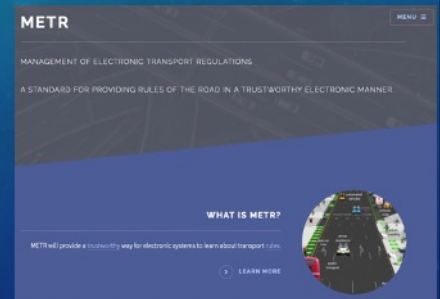 METR
MENU
MANAGEMENT OF ELECTRONIC TRANSPORT REGULATIONS
A STANDARD FOR PROVIDING RULES OF THE ROAD IN A TRUSTWORTHY ELECTRONIC MANNER.
WHAT IS METR?
METR will provide a trustworthy way for electronic systems to learn about transport rules.
LEARN MORE